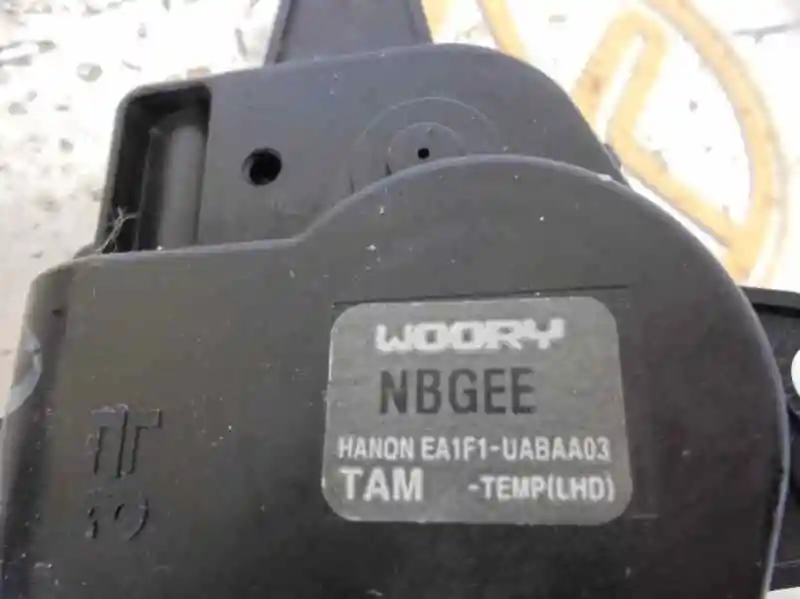 WOORY
NBGEE
HANON EA1F1-UABAA03
TAM -TEMP(LHD)